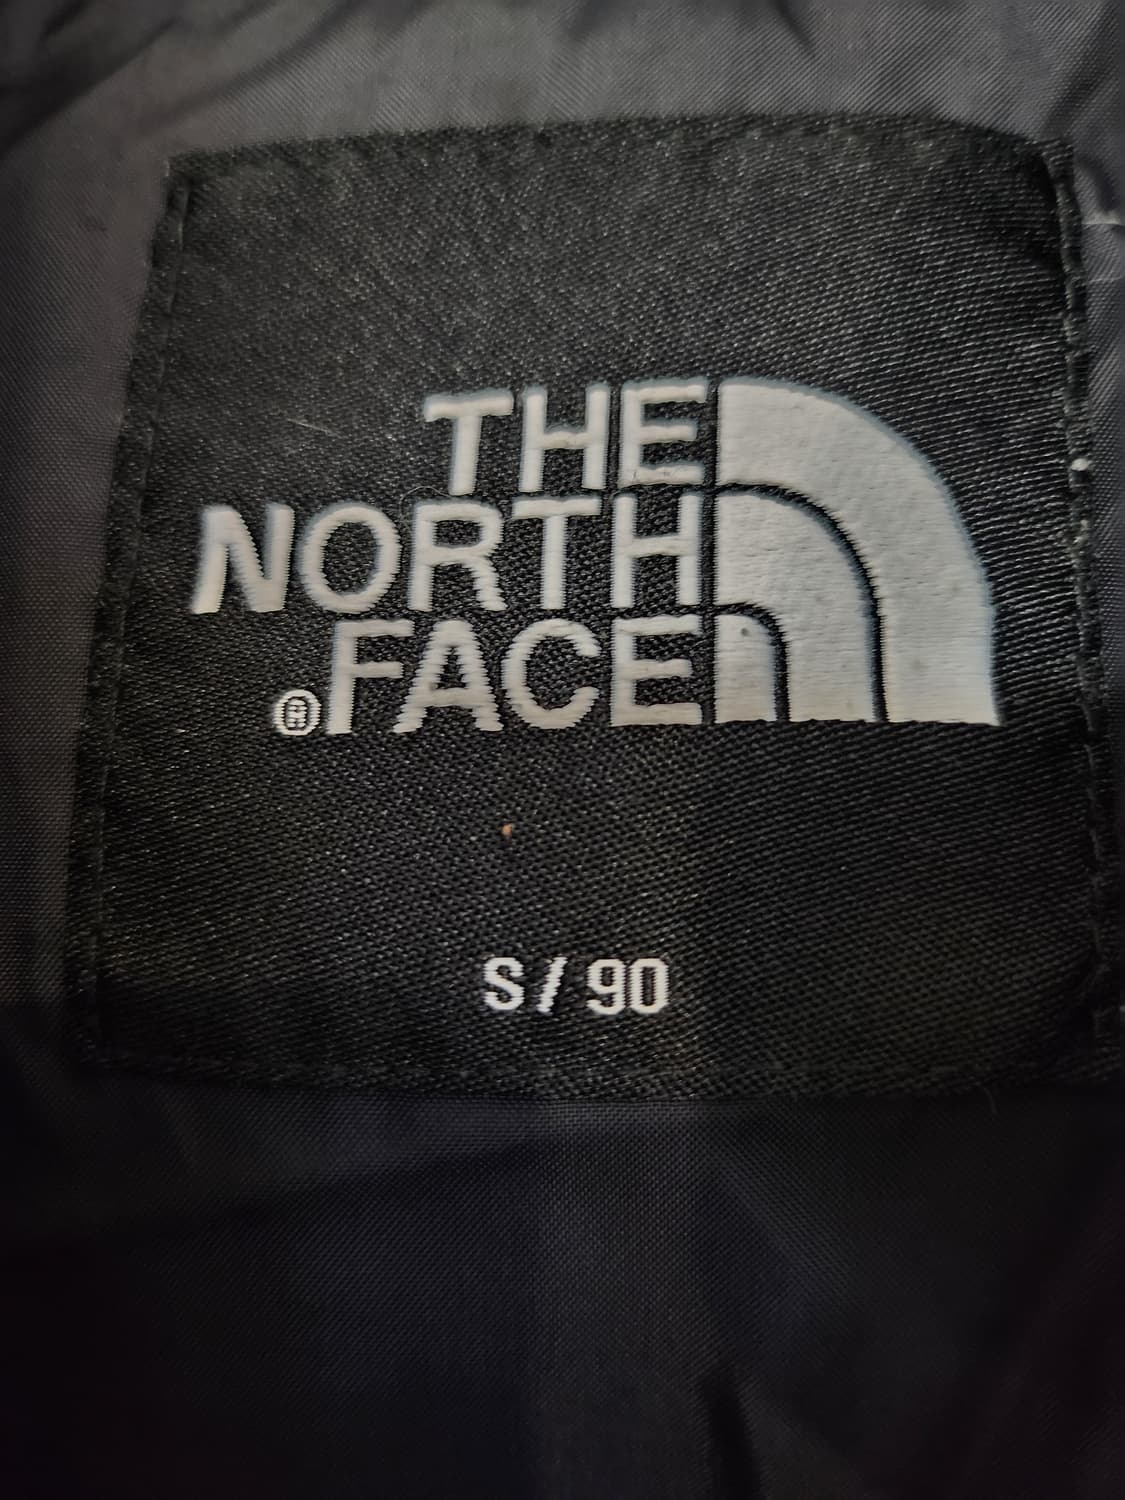 THE
NORTH
® FACE
S / 90